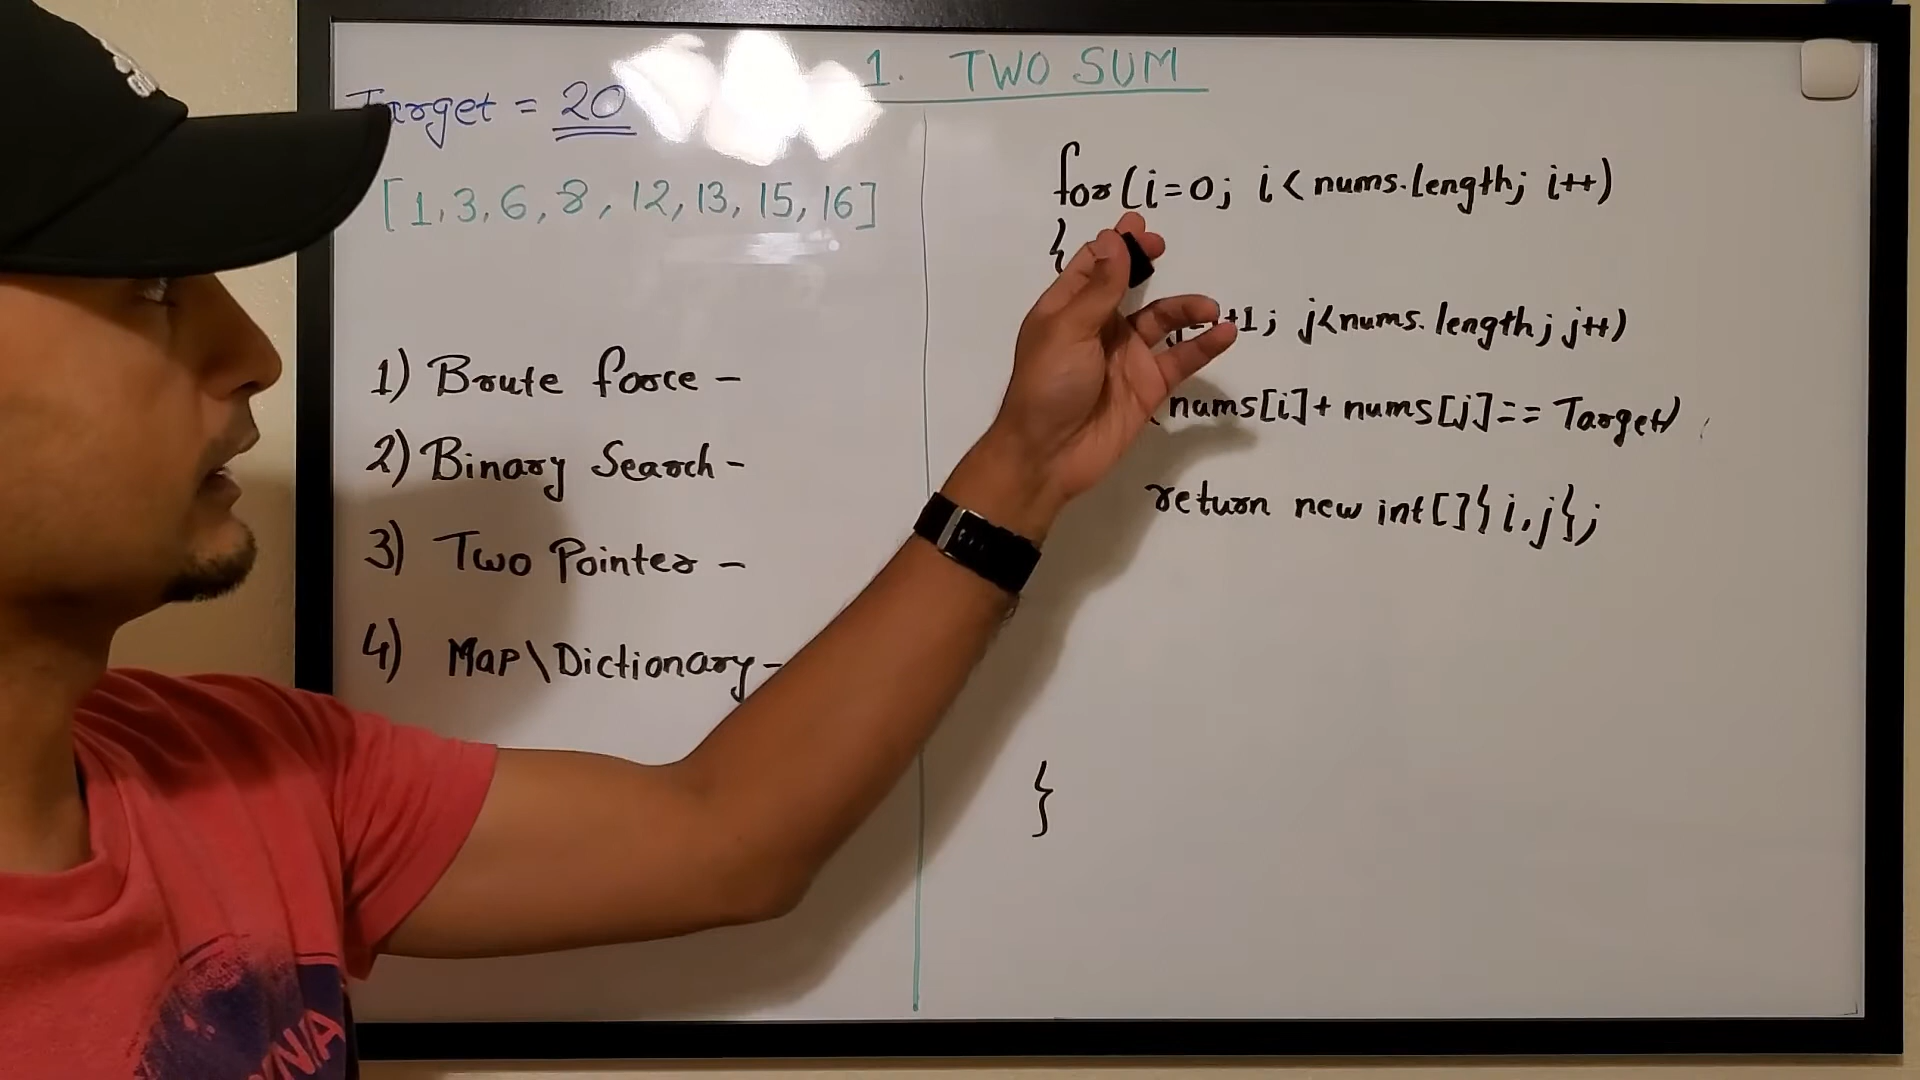 1. TWO SUM
Target = 20
[1,3,6,8,12,13,15,16]
1) Brute force -
2) Binary Search -
3) Two Pointer -
4) Map\Dictionary -
for(i=0; i<nums.length; i++)
{
+1; j<nums.length; j++)
nums[i]+ nums[j]== Target)
return new int[]{i,j};
}